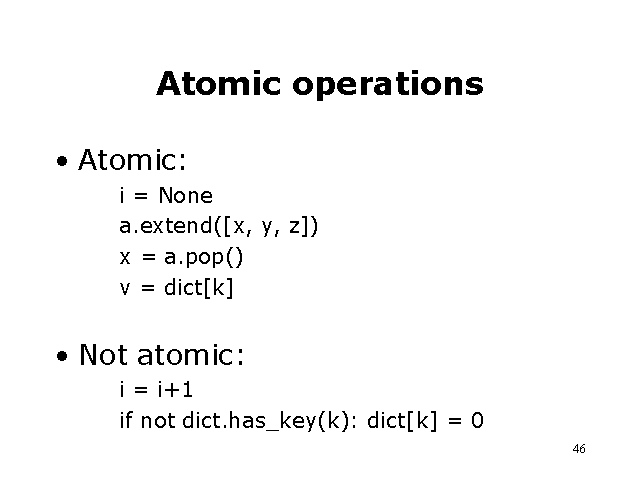 Atomic operations
• Atomic:
i = None
a.extend([x, y, z])
x = a.pop()
v = dict[k]
• Not atomic:
i = i+1
if not dict.has_key(k): dict[k] = 0
46